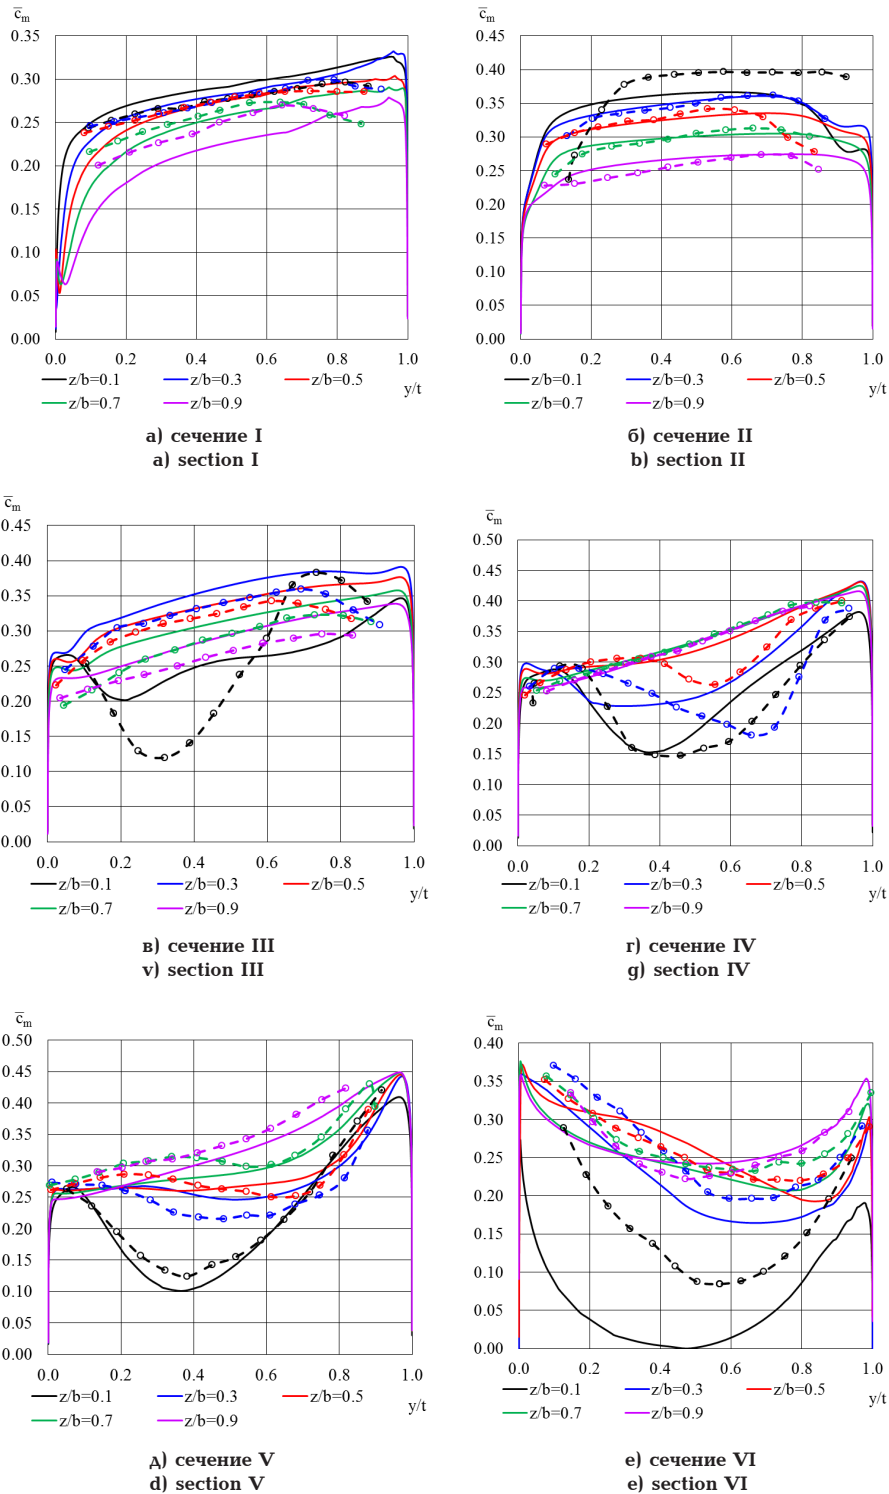 c̅m c̅m
0.35 0.45
0.30 0.40
0.25 0.35
0.20 0.30
0.15 0.25
0.10 0.20
0.05 0.15
0.00 0.10
0.05
0.00
0.0 0.2 0.4 0.6 0.8 1.0 0.0 0.2 0.4 0.6 0.8 1.0
z/b=0.1 z/b=0.3 z/b=0.5 y/t z/b=0.1 z/b=0.3 z/b=0.5 y/t
z/b=0.7 z/b=0.9 z/b=0.7 z/b=0.9
а) сечение I б) сечение II
a) section I b) section II
c̅m c̅m
0.45 0.50
0.40 0.45
0.35 0.40
0.30 0.35
0.25 0.30
0.20 0.25
0.15 0.20
0.10 0.15
0.05 0.10
0.00 0.05
0.00
0.0 0.2 0.4 0.6 0.8 1.0 0.0 0.2 0.4 0.6 0.8 1.0
z/b=0.1 z/b=0.3 z/b=0.5 y/t z/b=0.1 z/b=0.3 z/b=0.5 y/t
z/b=0.7 z/b=0.9 z/b=0.7 z/b=0.9
в) сечение III г) сечение IV
v) section III g) section IV
c̅m c̅m
0.50 0.40
0.45 0.35
0.40 0.30
0.35 0.25
0.30 0.20
0.25 0.15
0.20 0.10
0.15 0.05
0.10 0.00
0.05
0.00
0.0 0.2 0.4 0.6 0.8 1.0 0.0 0.2 0.4 0.6 0.8 1.0
z/b=0.1 z/b=0.3 z/b=0.5 y/t z/b=0.1 z/b=0.3 z/b=0.5 y/t
z/b=0.7 z/b=0.9 z/b=0.7 z/b=0.9
д) сечение V е) сечение VI
d) section V e) section VI